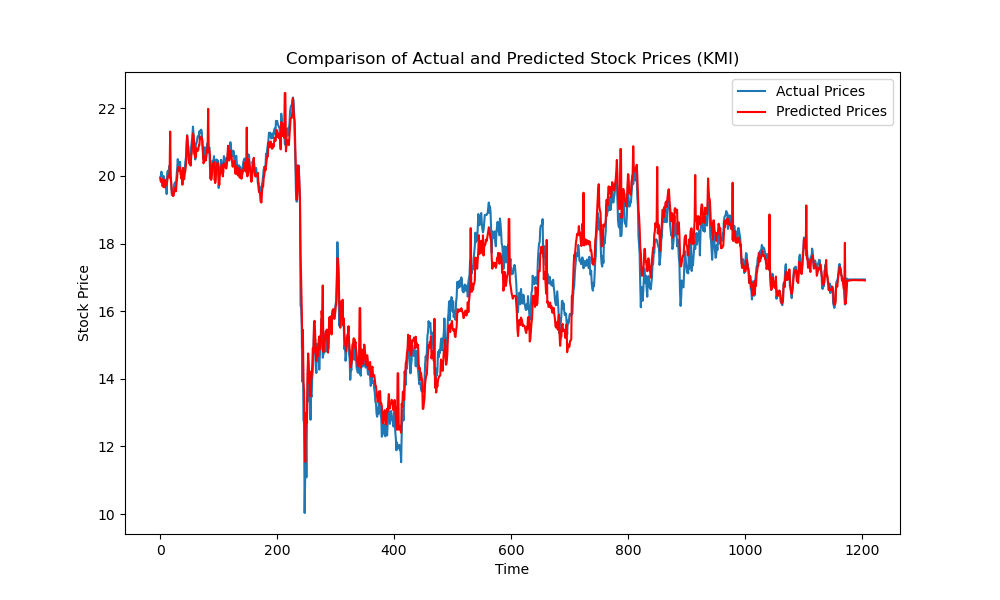 Comparison of Actual and Predicted Stock Prices (KMI)
Actual Prices
Predicted Prices
22
20
18
16
14
12
10
Stock Price
0 200 400 600 800 1000 1200
Time